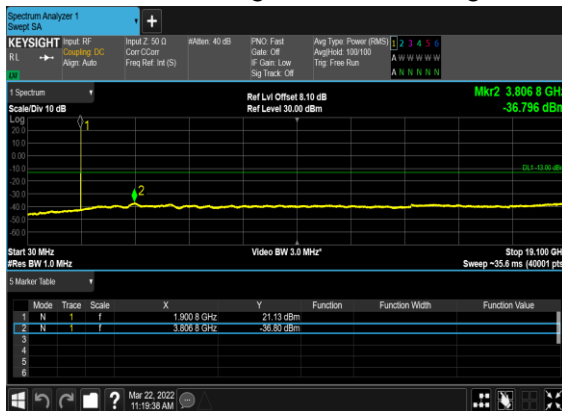 Spectrum Analyzer 1
Swept SA
KEYSIGHT Input: RF Input Z: 50 Ω #Atten: 40 dB PNO: Fast Avg Type: Power (RMS) 1 2 3 4 5 6
RL Coupling: DC Corr CCorr Gate: Off Avg|Hold: 100/100 A W W W W W
Align: Auto Freq Ref: Int (S) IF Gain: Low Trig: Free Run
Sig Track: Off A N N N N N
1 Spectrum Ref Lvl Offset 8.10 dB Mkr2 3.806 8 GHz
Scale/Div 10 dB Ref Level 30.00 dBm -36.796 dBm
Log
20.0
10.0
0.00
-10.0 DL1 -13.00 dBm
-20.0
-30.0
-40.0
-50.0
-60.0
1
2
Start 30 MHz Video BW 3.0 MHz* Stop 19.100 GHz
#Res BW 1.0 MHz Sweep ~35.6 ms (40001 pts)
5 Marker Table
Mode Trace Scale X Y Function Function Width Function Value
1 N 1 f 1.900 8 GHz 21.13 dBm
2 N 1 f 3.806 8 GHz -36.80 dBm
3
4
5
6
? Mar 22, 2022
11:19:38 AM